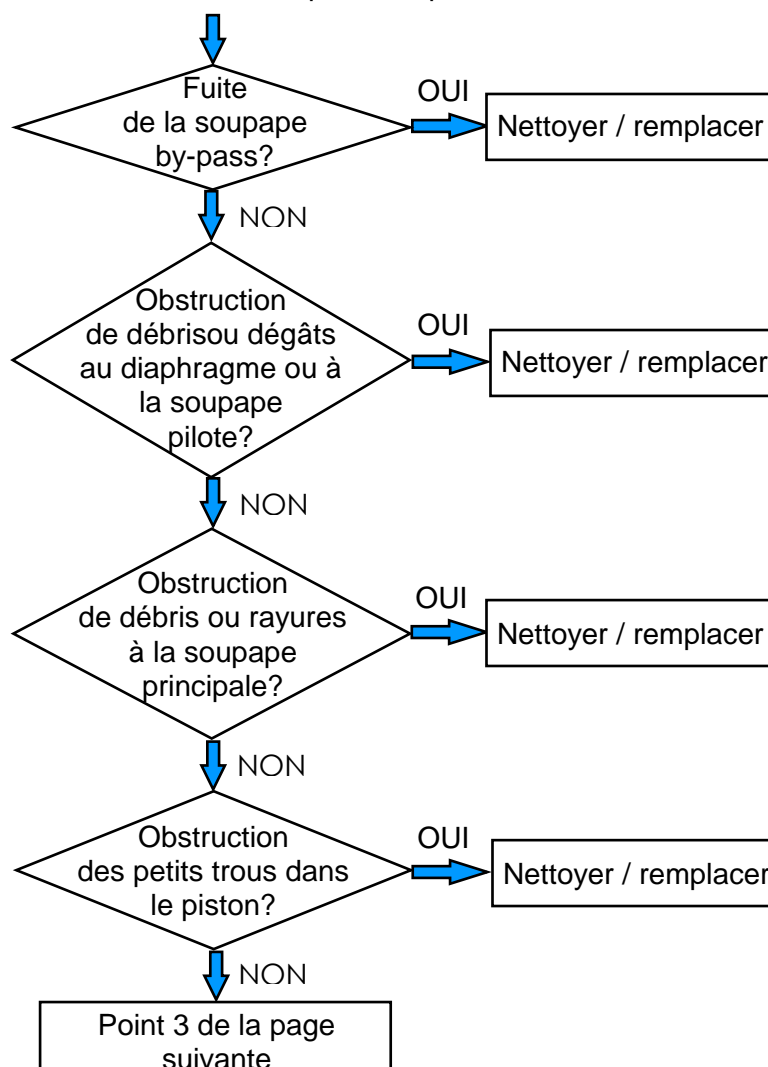 Fuite
de la soupape
by-pass?
OUI
Nettoyer / remplacer
NON
Obstruction
de débrisou dégâts
au diaphragme ou à
la soupape
pilote?
OUI
Nettoyer / remplacer
NON
Obstruction
de débris ou rayures
à la soupape
principale?
OUI
Nettoyer / remplacer
NON
Obstruction
des petits trous dans
le piston?
OUI
Nettoyer / remplacer
NON
Point 3 de la page
suivante